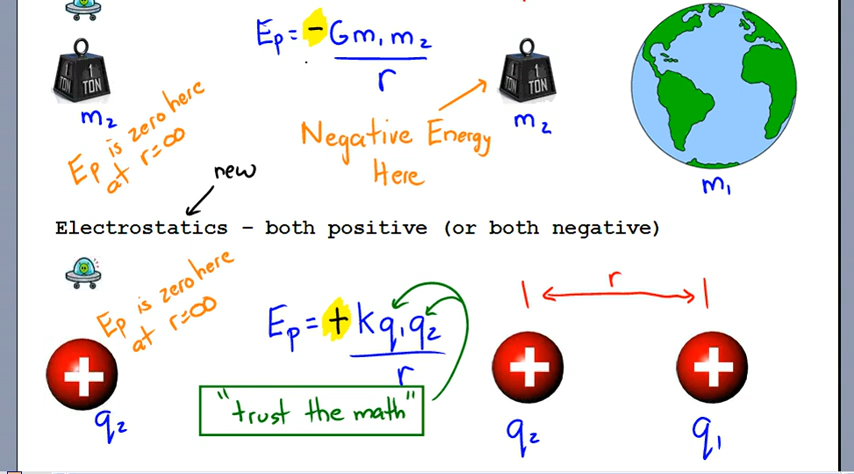 Ep = - Gm₁m₂
r
1
TON
m₂
1
TON
m₂
Ep is zero here
at r=∞
Negative Energy
Here
m₁
new
Electrostatics – both positive (or both negative)
Ep is zero here
at r=∞
r
Ep = + kq₁q₂
r
"trust the math"
q₂
q₂
q₁